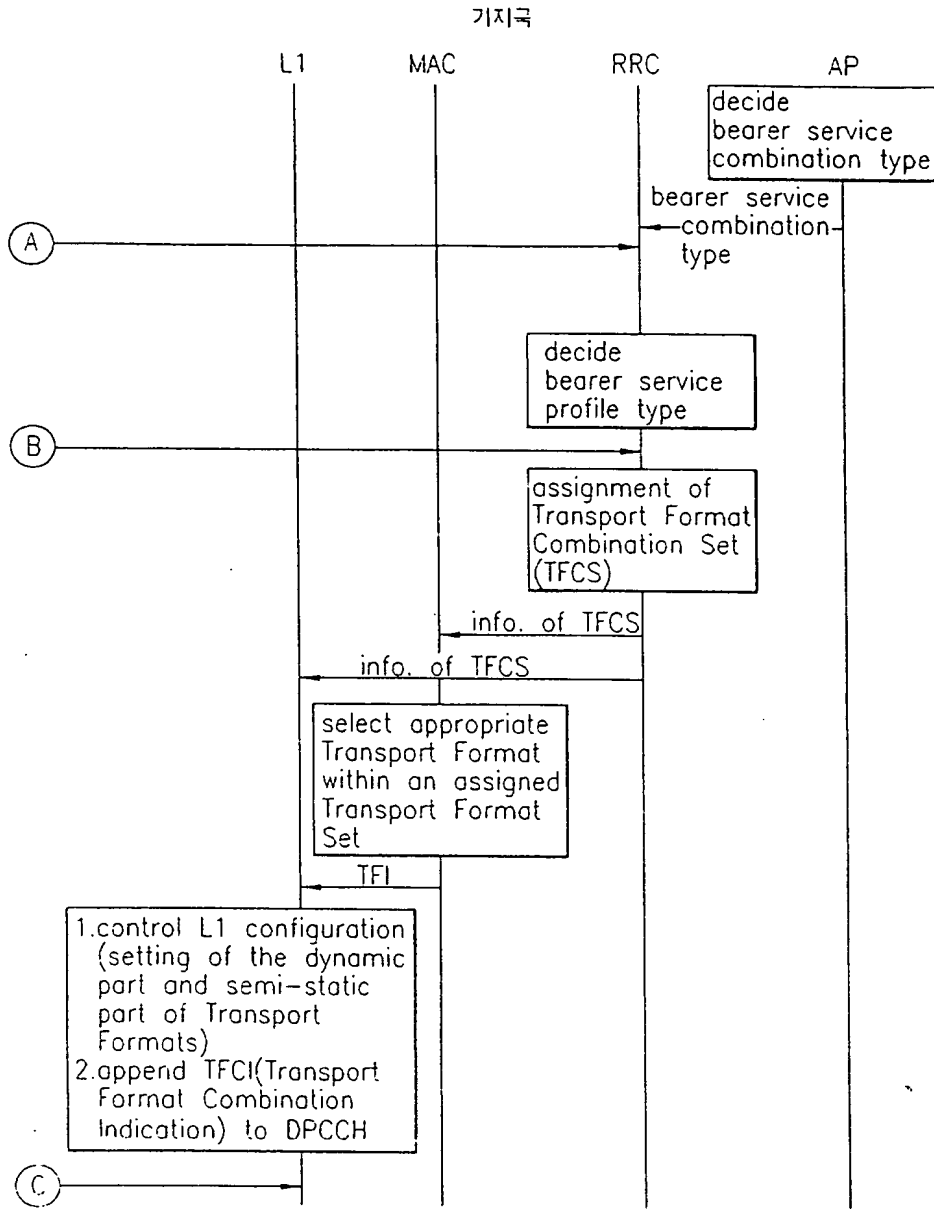 기지국
L1 MAC RRC AP
decide
bearer service
combination type
bearer service
combination
type
A
decide
bearer service
profile type
B
assignment of
Transport Format
Combination Set
(TFCS)
info. of TFCS
info. of TFCS
select appropriate
Transport Format
within an assigned
Transport Format
Set
TFI
1.control L1 configuration
(setting of the dynamic
part and semi-static
part of Transport
Formats)
2.append TFCI(Transport
Format Combination
Indication) to DPCCH
C